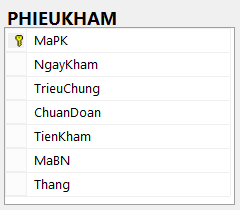 PHIEUKHAM
MaPK
NgayKham
TrieuChung
ChuanDoan
TienKham
MaBN
Thang